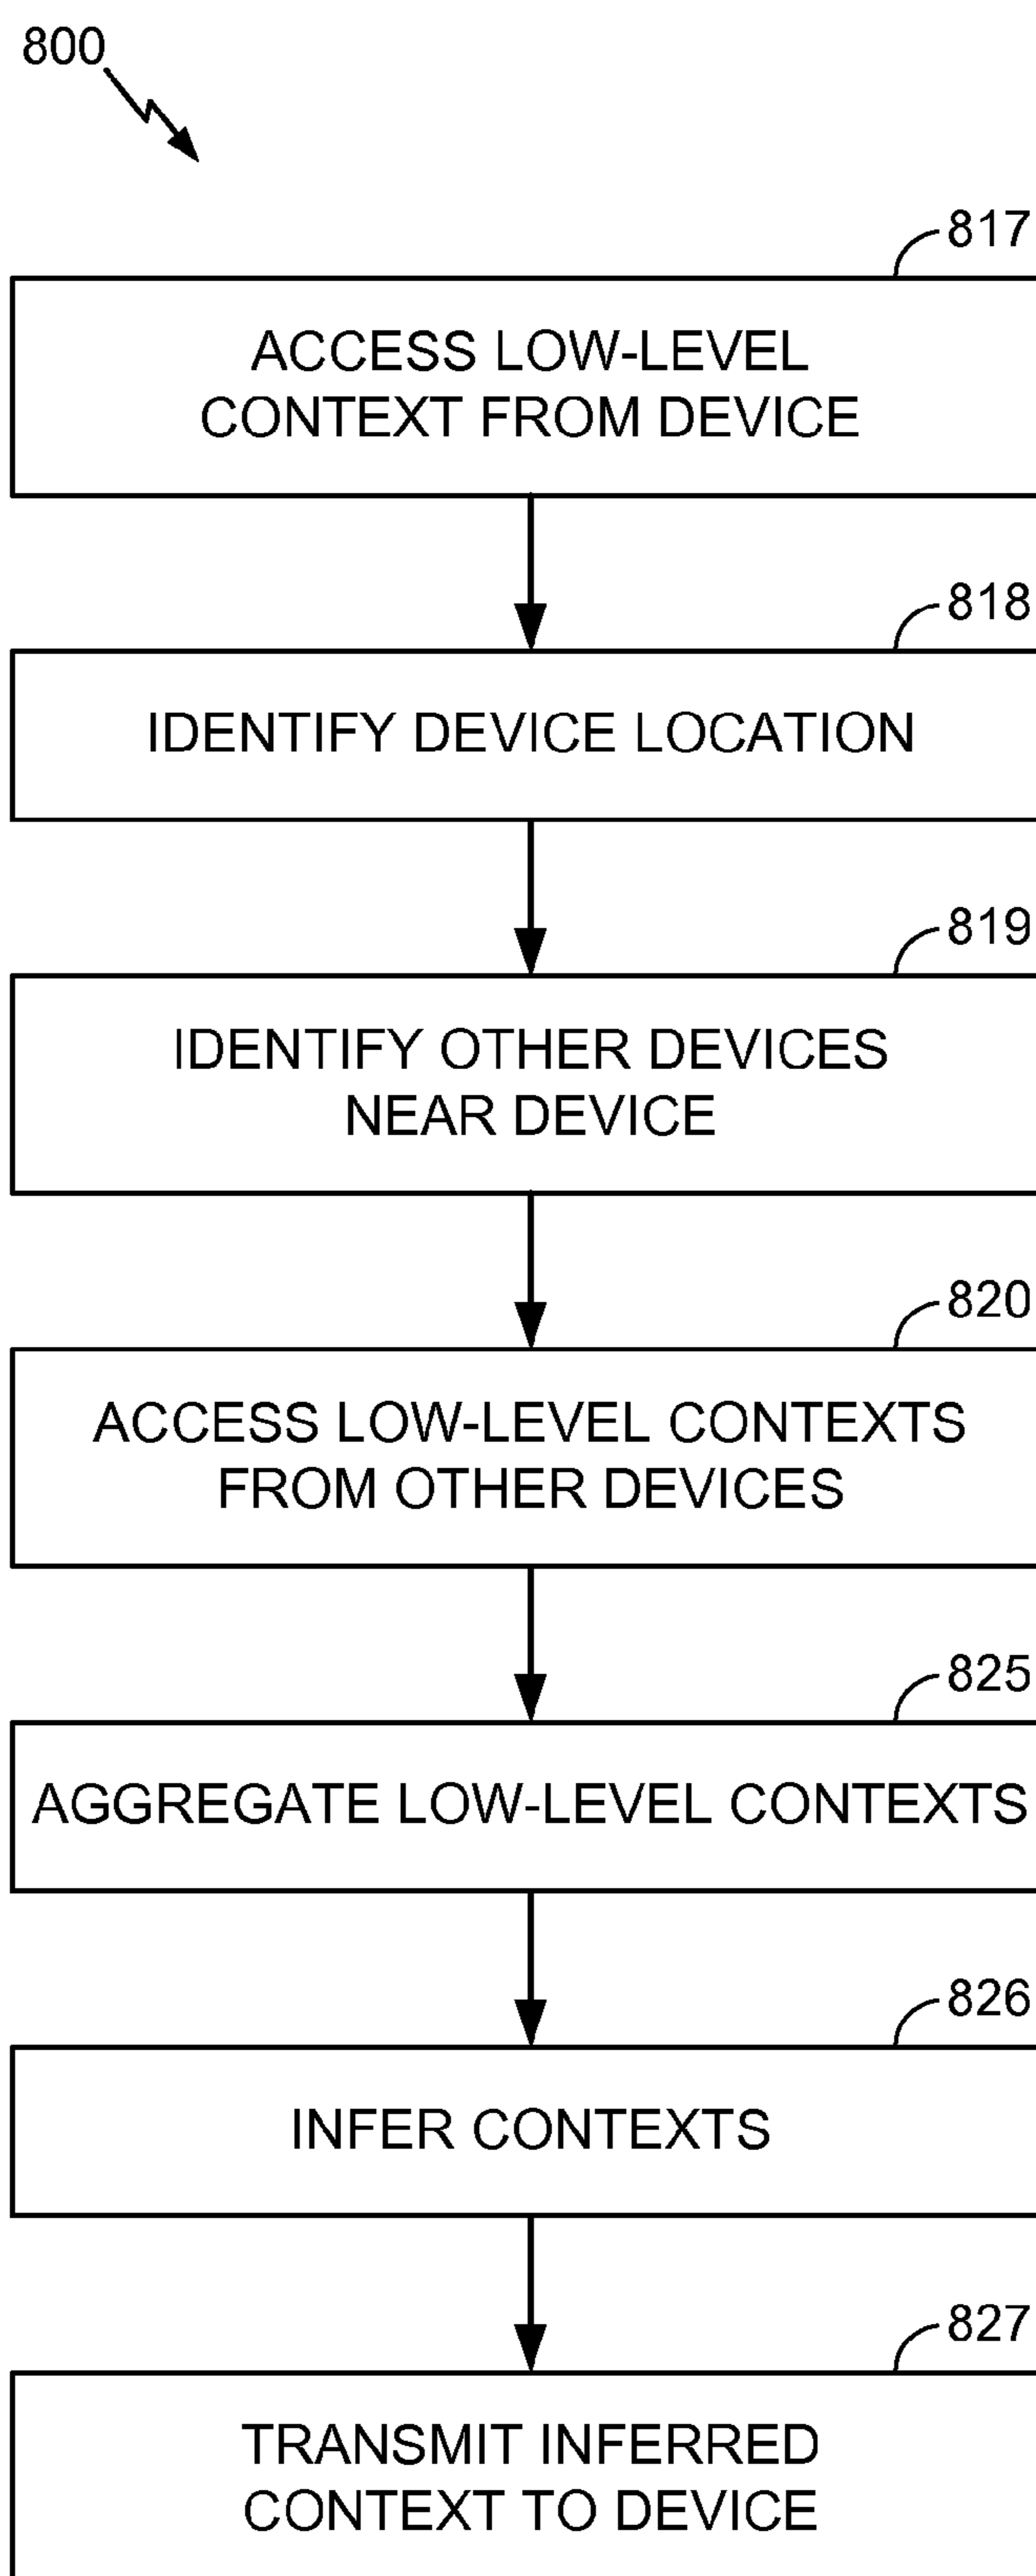 800
817
ACCESS LOW-LEVEL
CONTEXT FROM DEVICE
818
IDENTIFY DEVICE LOCATION
819
IDENTIFY OTHER DEVICES
NEAR DEVICE
820
ACCESS LOW-LEVEL CONTEXTS
FROM OTHER DEVICES
825
AGGREGATE LOW-LEVEL CONTEXTS
826
INFER CONTEXTS
827
TRANSMIT INFERRED
CONTEXT TO DEVICE